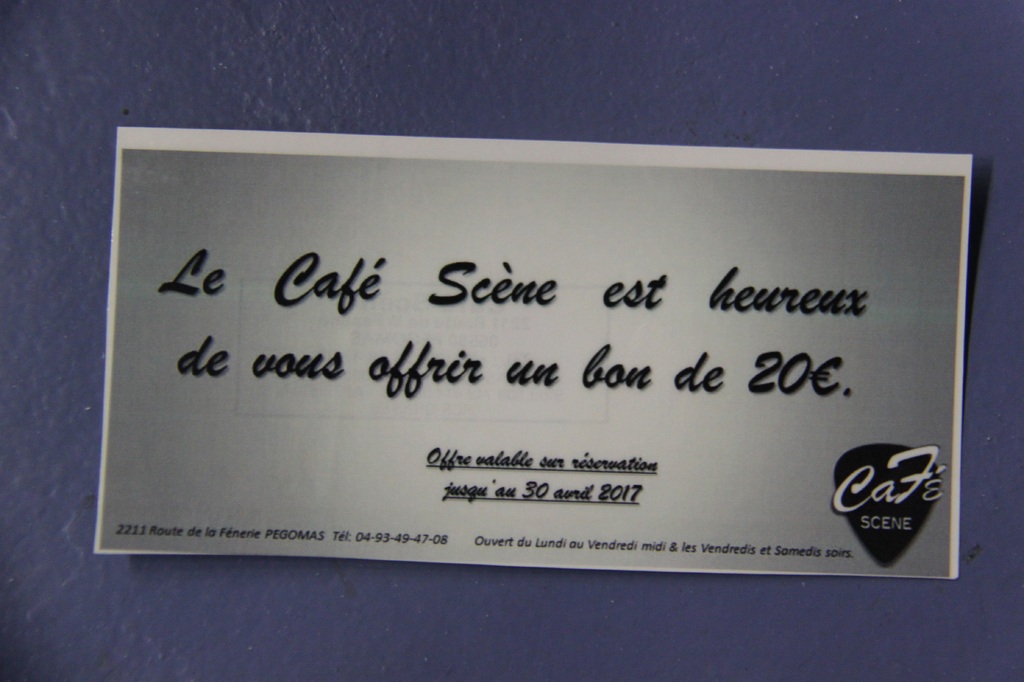 Le Café Scène est heureux
de vous offrir un bon de 20€.
Offre valable sur réservation
jusqu'au 30 avril 2017
CaFé
SCENE
2211 Route de la Fénerie PEGOMAS Tél: 04-93-49-47-08 Ouvert du Lundi au Vendredi midi & les Vendredis et Samedis soirs.